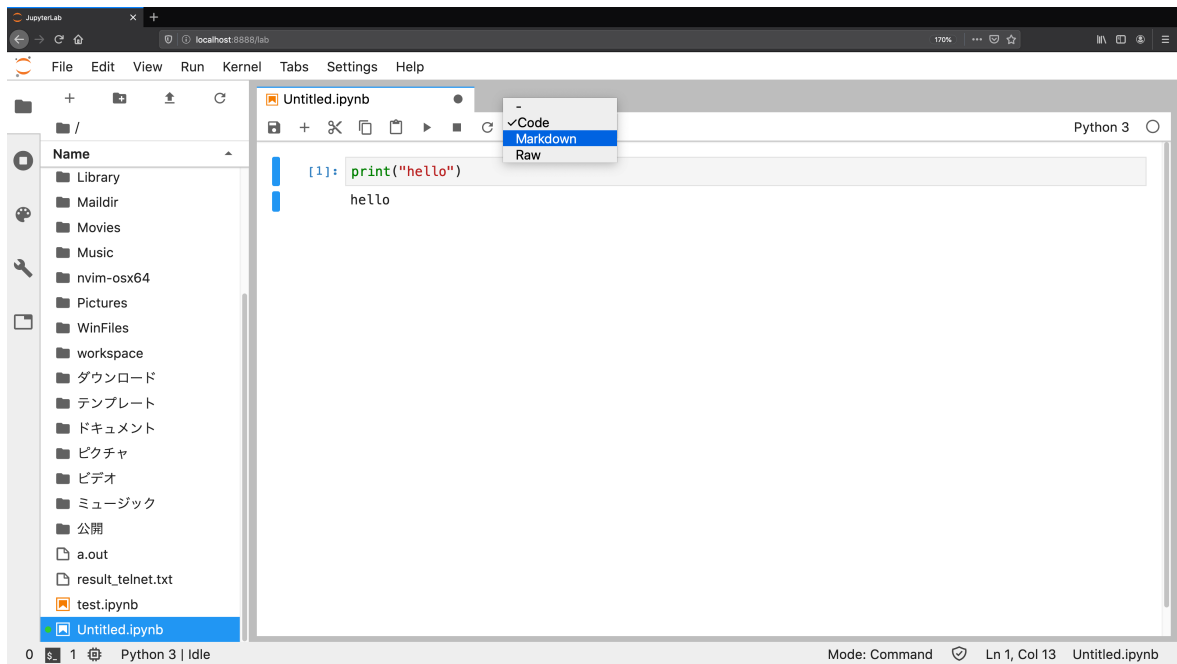 JupyterLab
localhost:8888/lab
170%
File Edit View Run Kernel Tabs Settings Help
Untitled.ipynb
/
-
Code
Markdown
Raw
Python 3
Name
Library
Maildir
Movies
Music
nvim-osx64
Pictures
WinFiles
workspace
ダウンロード
テンプレート
ドキュメント
ピクチャ
ビデオ
ミュージック
公開
a.out
result_telnet.txt
test.ipynb
Untitled.ipynb
[1]: print("hello")
hello
0 $_ 1 Python 3 | Idle
Mode: Command Ln 1, Col 13 Untitled.ipynb